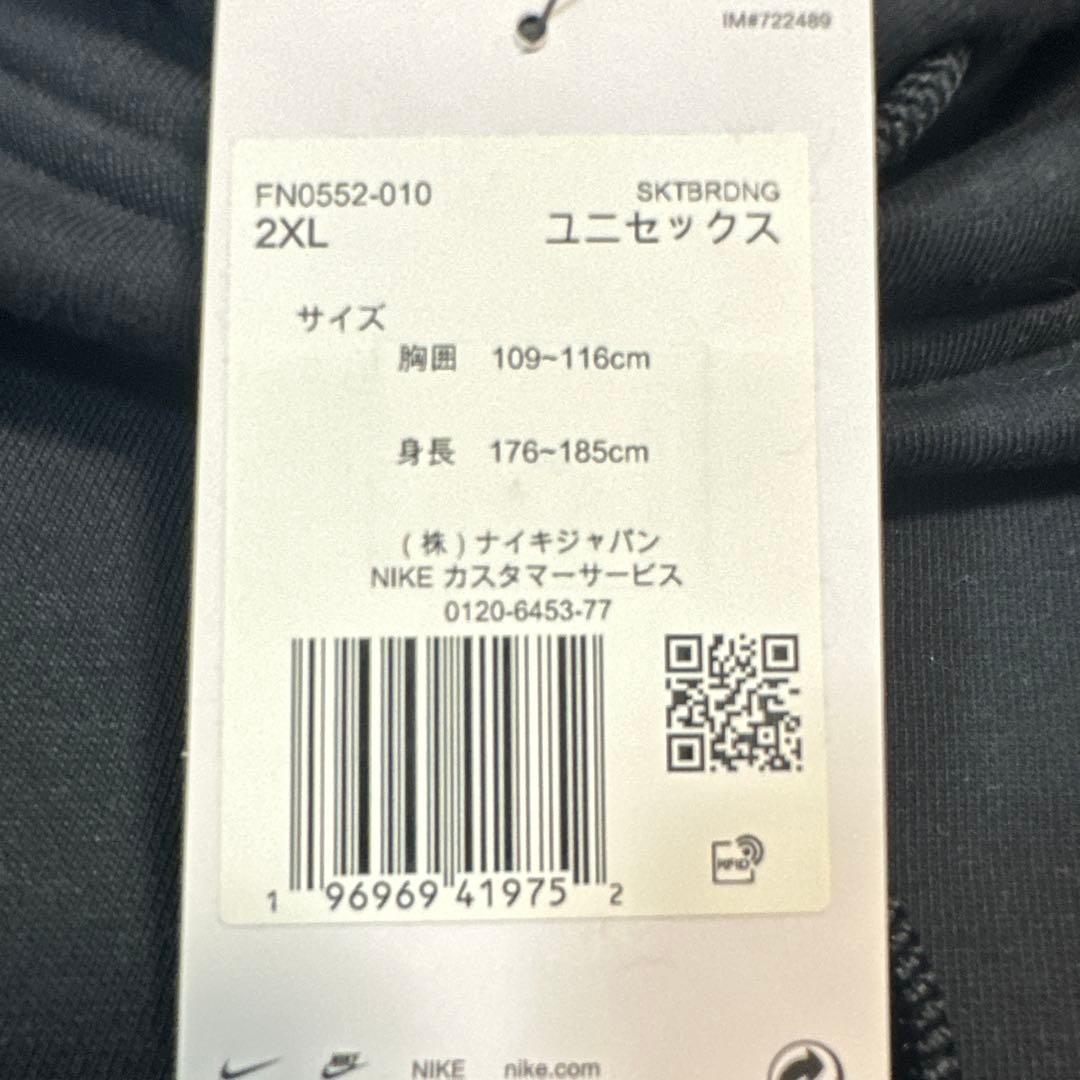 IM#722489
FN0552-010 SKTBRDNG
2XL ユニセックス
サイズ
胸囲 109~116cm
身長 176~185cm
(株)ナイキジャパン
NIKE カスタマーサービス
0120-6453-77
1 96969 41975 2
RFID
NIKE NIKE nike.com